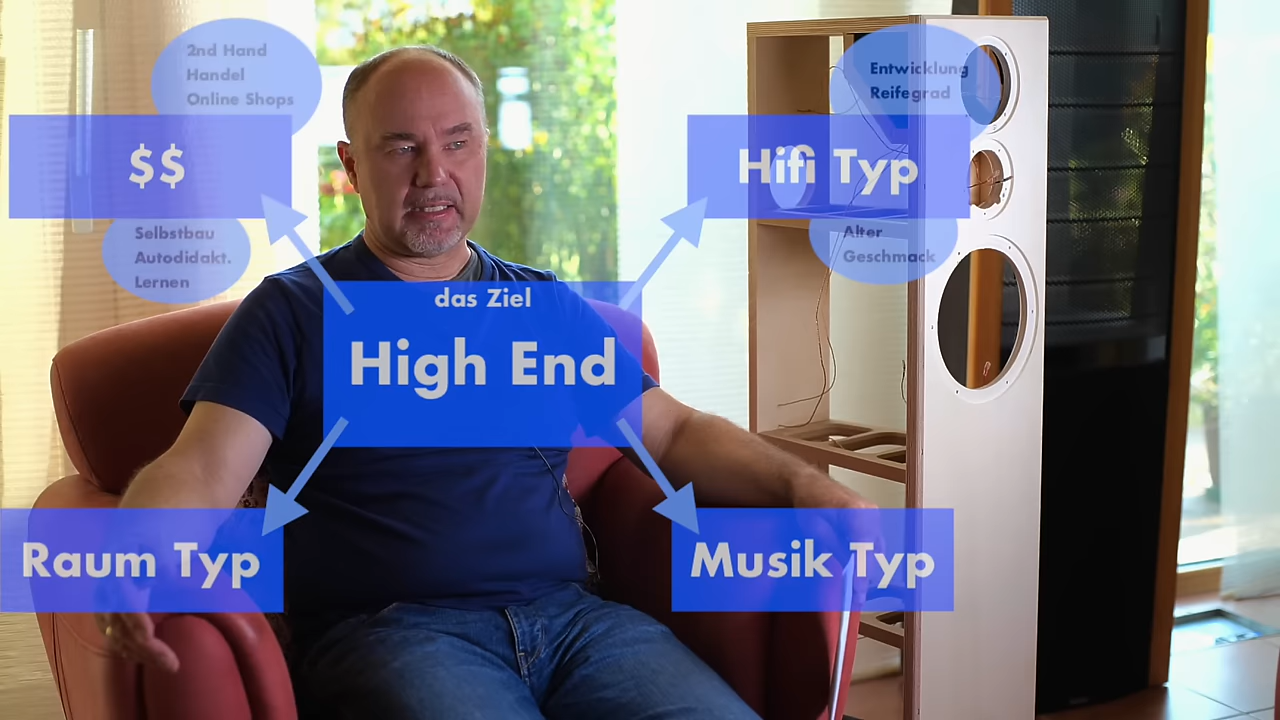 2nd Hand
Handel
Online Shops
$$
Selbstbau
Autodidakt.
Lernen
Entwicklung
Reifegrad
Hifi Typ
Alter
Geschmack
das Ziel
High End
Raum Typ
Musik Typ